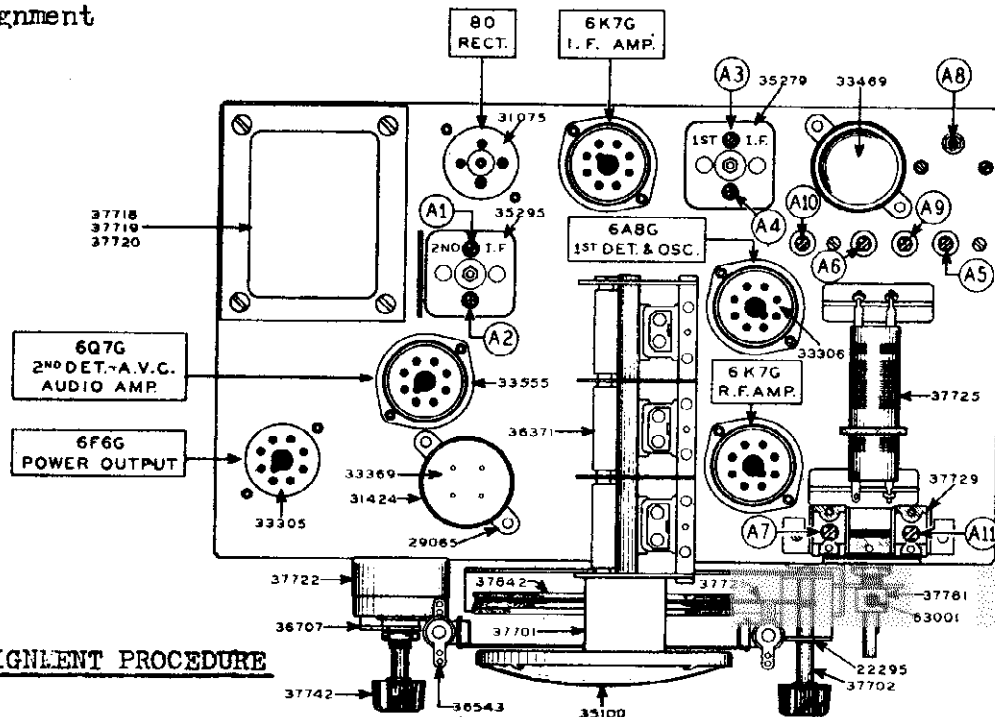 gnment
80
RECT.
6K7G
I.F. AMP.
A3
35279
33469
A8
31075
1ST I.F.
37718
37719
37720
A1
35295
2ND I.F.
A4
A10
A9
A6
A5
6A8G
1ST DET. & OSC.
A2
33306
6Q7G
2ND DET.-A.V.C.
AUDIO AMP.
33555
6K7G
R.F. AMP.
37725
36371
6F6G
POWER OUTPUT
33369
31424
33305
29065
37729
A7
A11
37722
37842
37781
63001
36707
37701
IGNLENT PROCEDURE
22295
37702
37742
36543
35100